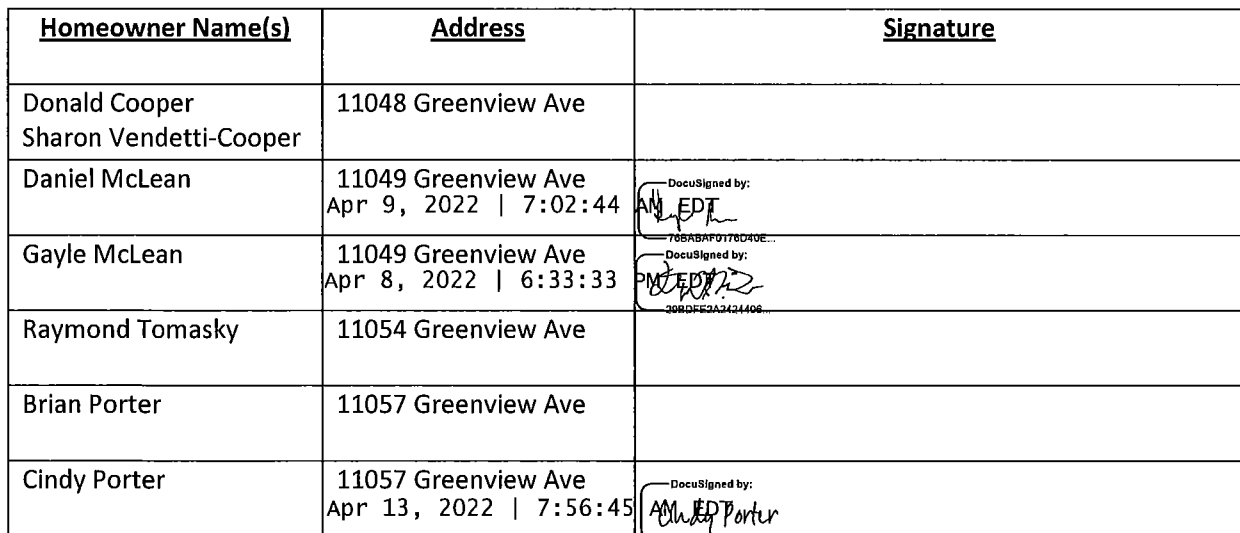 Homeowner Name(s) Address Signature
Donald Cooper 11048 Greenview Ave
Sharon Vendetti-Cooper
Daniel McLean 11049 Greenview Ave
DocuSigned by:
Apr 9, 2022 | 7:02:44 AM EDT
76BABAF0176D40E...
Gayle McLean 11049 Greenview Ave
DocuSigned by:
Apr 8, 2022 | 6:33:33 PM EDT
29BDFE2A2424406...
Raymond Tomasky 11054 Greenview Ave
Brian Porter 11057 Greenview Ave
Cindy Porter 11057 Greenview Ave
DocuSigned by:
Apr 13, 2022 | 7:56:45 AM EDT
Cindy Porter